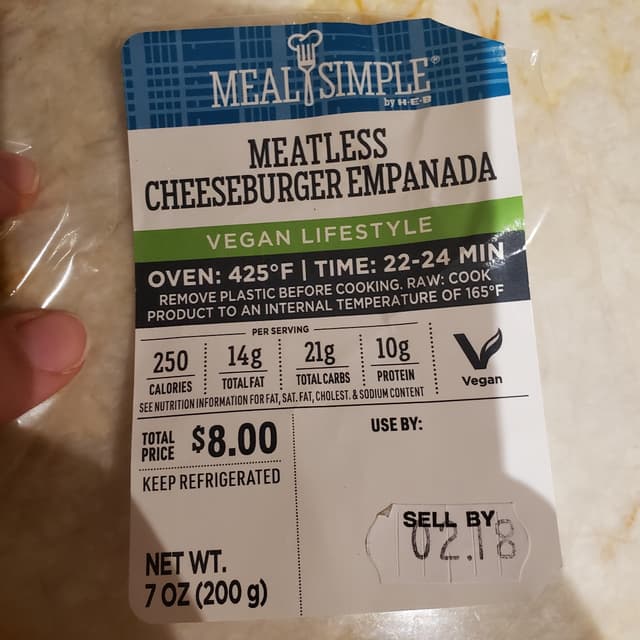 MEAL SIMPLE®
by H-E-B
MEATLESS
CHEESEBURGER EMPANADA
VEGAN LIFESTYLE
OVEN: 425°F | TIME: 22-24 MIN
REMOVE PLASTIC BEFORE COOKING. RAW: COOK
PRODUCT TO AN INTERNAL TEMPERATURE OF 165°F
PER SERVING
250 14g 21g 10g
CALORIES TOTAL FAT TOTAL CARBS PROTEIN
Vegan
SEE NUTRITION INFORMATION FOR FAT, SAT. FAT, CHOLEST. & SODIUM CONTENT
TOTAL PRICE $8.00
USE BY:
KEEP REFRIGERATED
SELL BY
02.18
NET WT.
7 OZ (200 g)